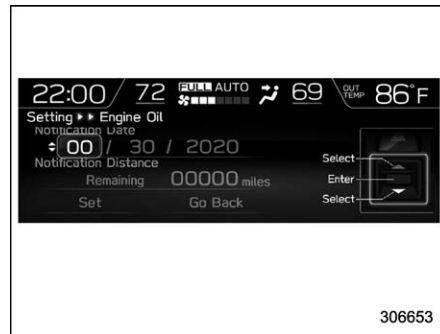 22:00 72 FULL AUTO 69 OUT TEMP 86°F
Setting ▸▸ Engine Oil
Notification Date
00 / 30 / 2020
Notification Distance
Remaining 00000 miles
Set Go Back
Select
Enter
Select
306653